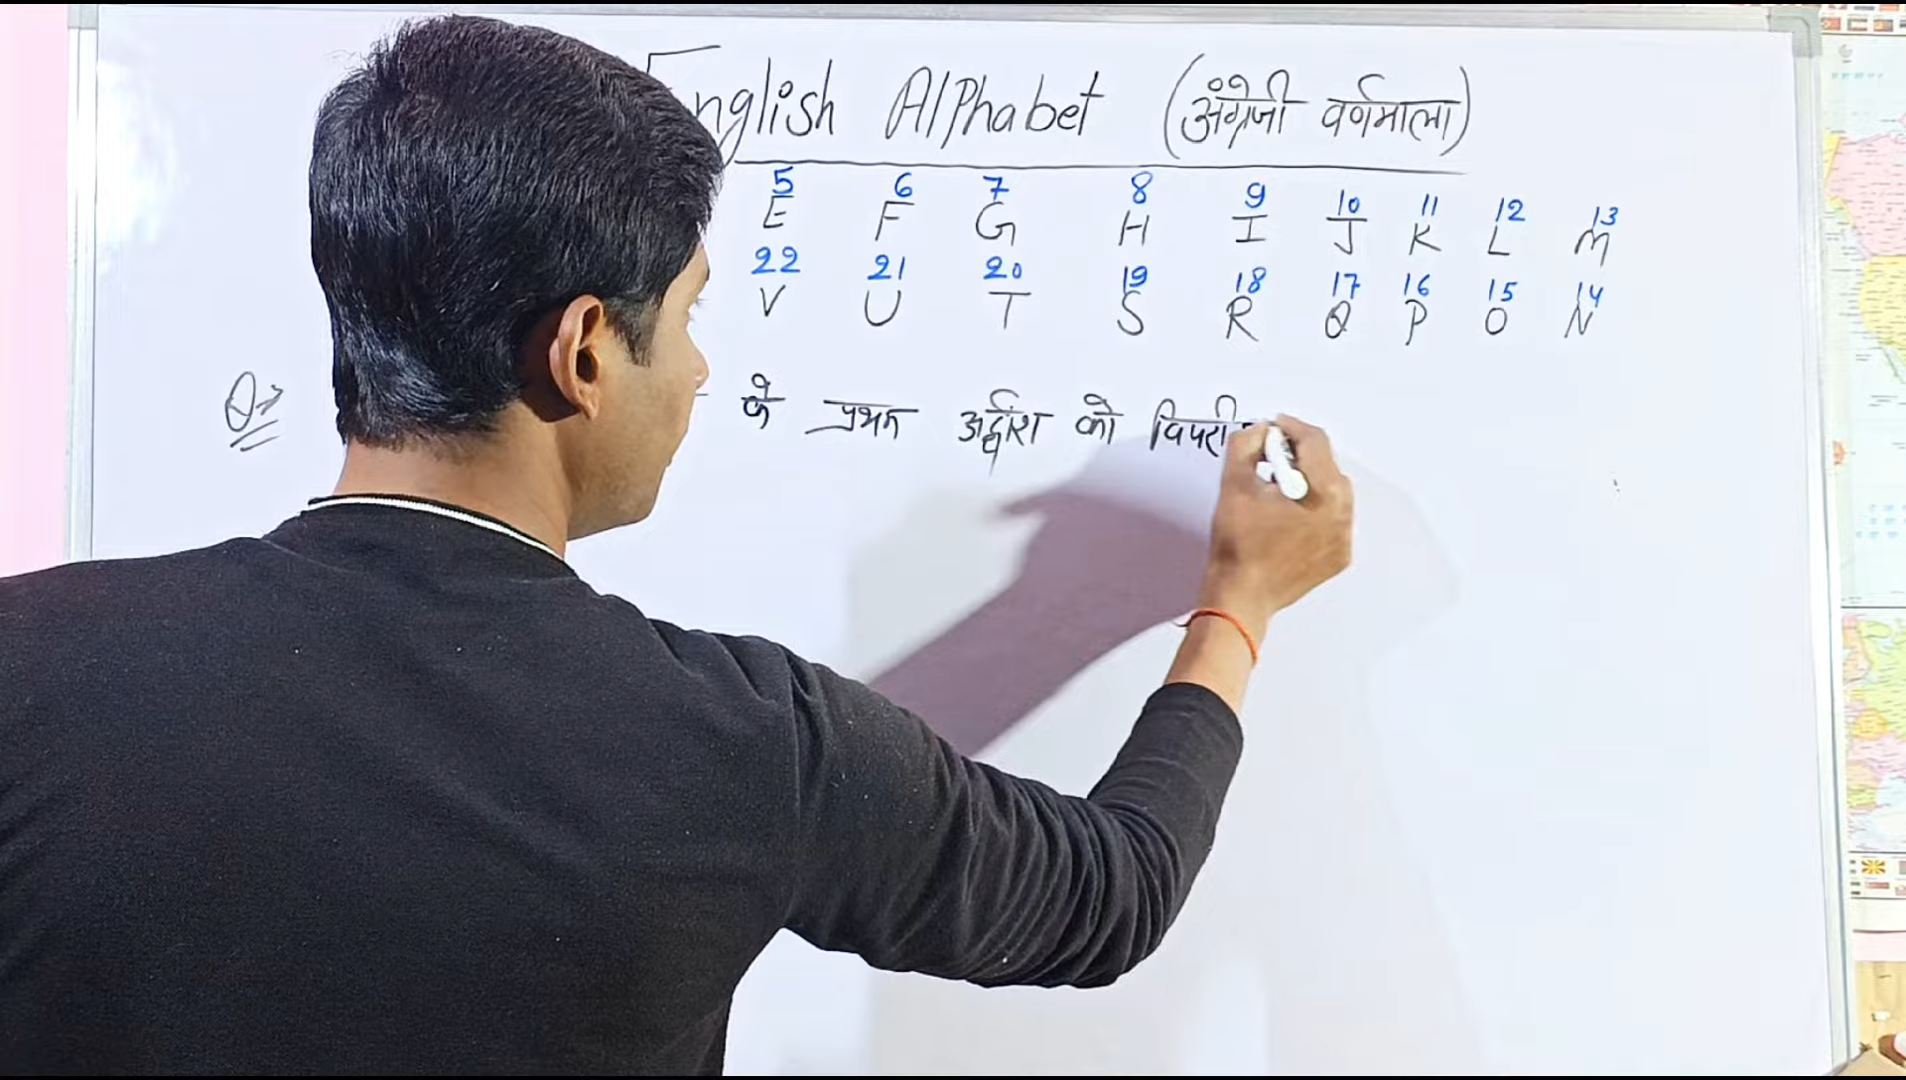 English Alphabet (अंग्रेजी वर्णमाला)
5 6 7 8 9 10 11 12 13
E F G H I J K L M
22 21 20 19 18 17 16 15 14
V U T S R Q P O N
Q→ के प्रथम अर्द्धांश को विपरीत